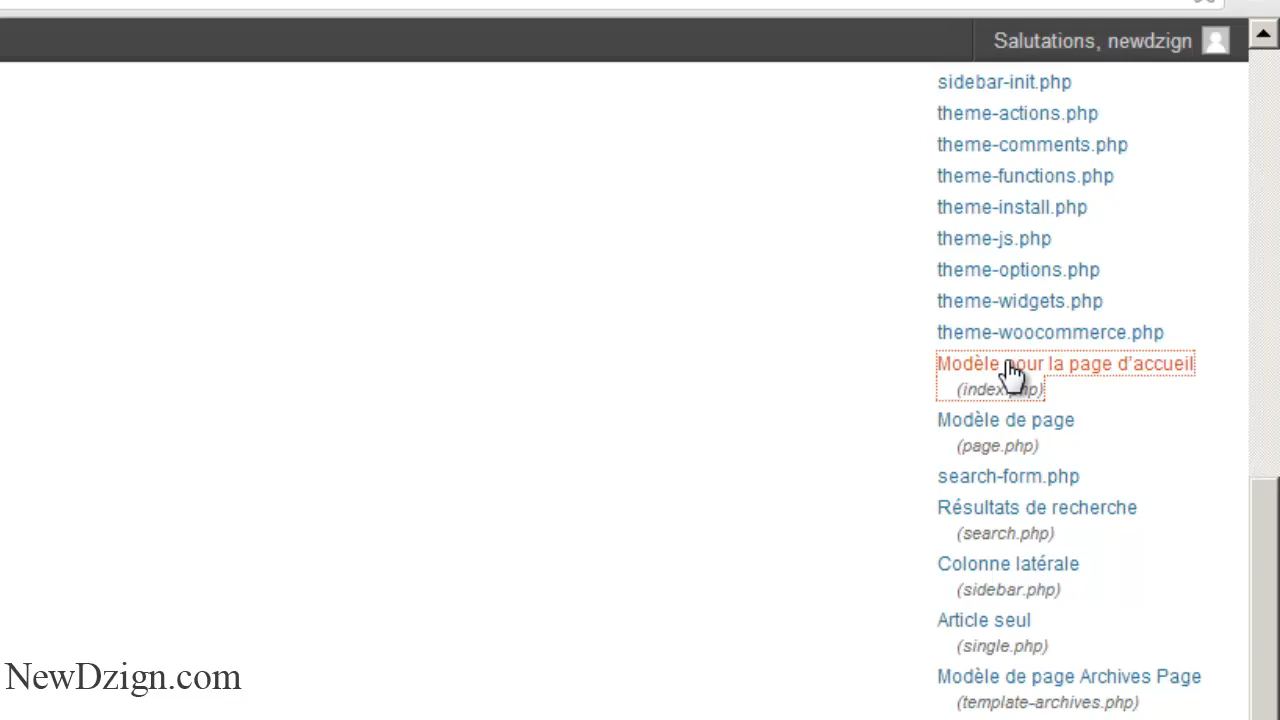 Salutations, newdzign
sidebar-init.php
theme-actions.php
theme-comments.php
theme-functions.php
theme-install.php
theme-js.php
theme-options.php
theme-widgets.php
theme-woocommerce.php
Modèle pour la page d'accueil
(index.php)
Modèle de page
(page.php)
search-form.php
Résultats de recherche
(search.php)
Colonne latérale
(sidebar.php)
Article seul
(single.php)
Modèle de page Archives Page
(template-archives.php)
NewDzign.com